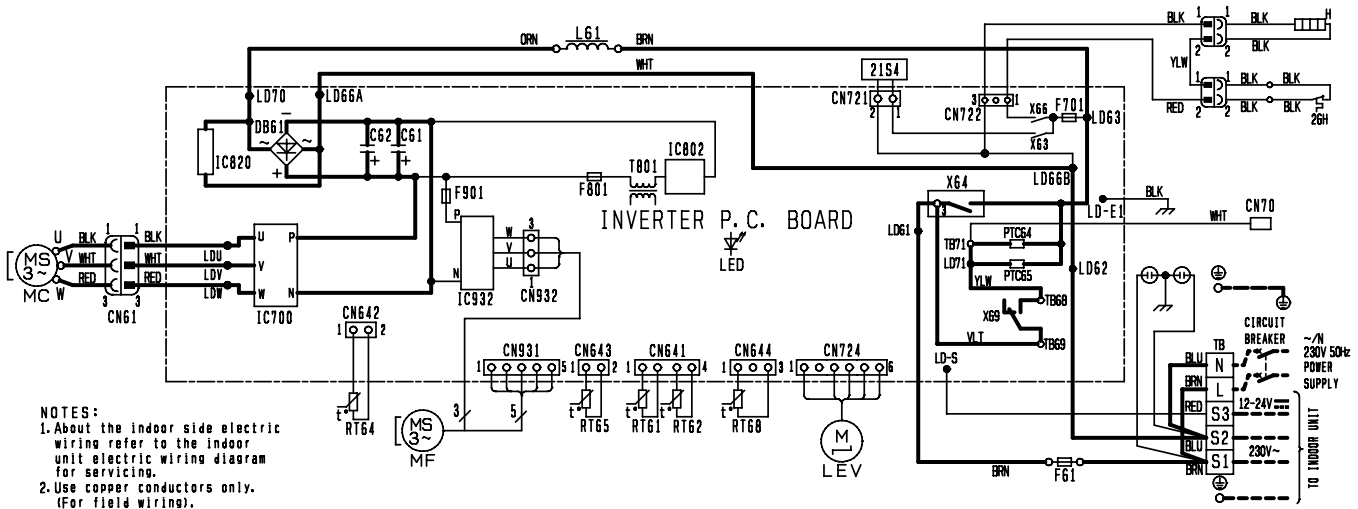 L61
ORN
BRN
WHT
BLK
1
1
BLK
H
2
2
BLK
YLW
1
1
BLK
BLK
RED
2
2
BLK
BLK
26H
21S4
CN721
2
1
3
1
CN722
X66
F701
LD63
X63
LD70
LD66A
DB61
−
~
~
+
IC820
C62
C61
+
+
T801
IC802
F801
F901
LD66B
X64
3
LD-E1
BLK
CN70
WHT
INVERTER P.C. BOARD
LED
LD61
TB71
PTC64
LD71
PTC65
LD62
YLW
X69
TB68
TB69
VLT
LD-S
U
BLK
1
1
BLK
U
P
V
WHT
WHT
LDU
V
LDV
RED
RED
W
3
3
LDW
W
N
MS
3~
MC
CN61
IC700
P
N
IC932
W
V
U
3
1
CN932
CN642
1
2
t°
RT64
CN931
1
5
CN643
1
2
CN641
1
4
CN644
1
3
CN724
1
6
t°
RT65
t°
RT61
t°
RT62
t°
RT68
3
5
MS
3~
MF
M
LEV
BRN
F61
CIRCUIT
BREAKER
~/N
230V 50Hz
POWER
SUPPLY
TB
BLU
N
BRN
L
RED
S3
12-24V
S2
BLU
230V~
S1
BRN
TO INDOOR UNIT
NOTES:
1. About the indoor side electric
wiring refer to the indoor
unit electric wiring diagram
for servicing.
2. Use copper conductors only.
(For field wiring).